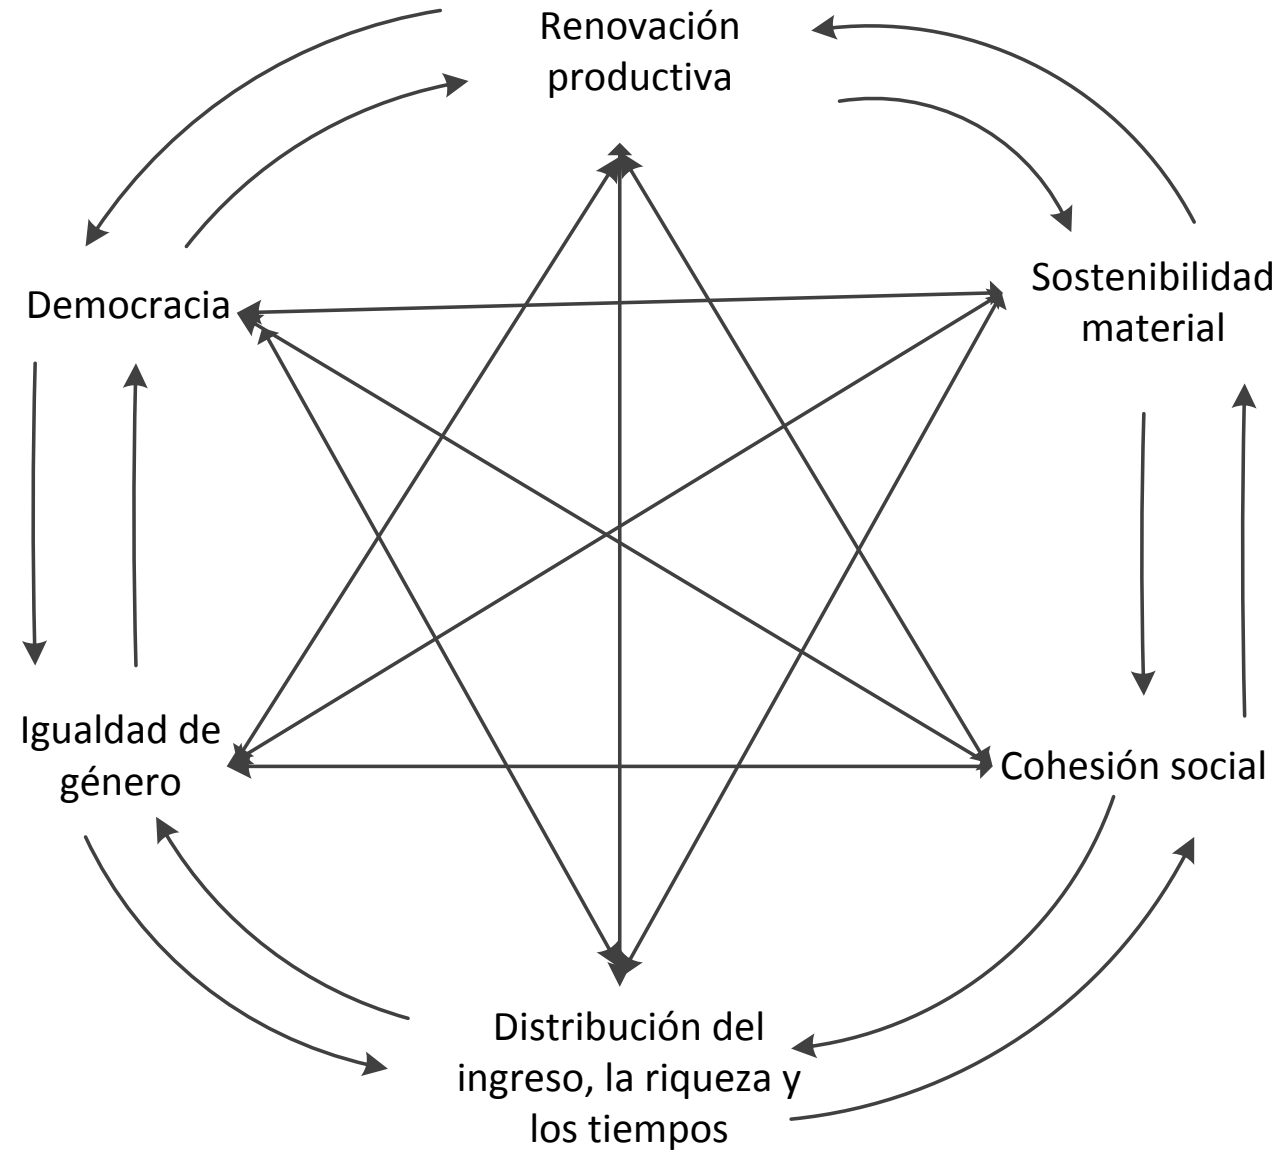 Renovación
productiva
Sostenibilidad
material
Democracia
Igualdad de
género
Cohesión social
Distribución del
ingreso, la riqueza y
los tiempos